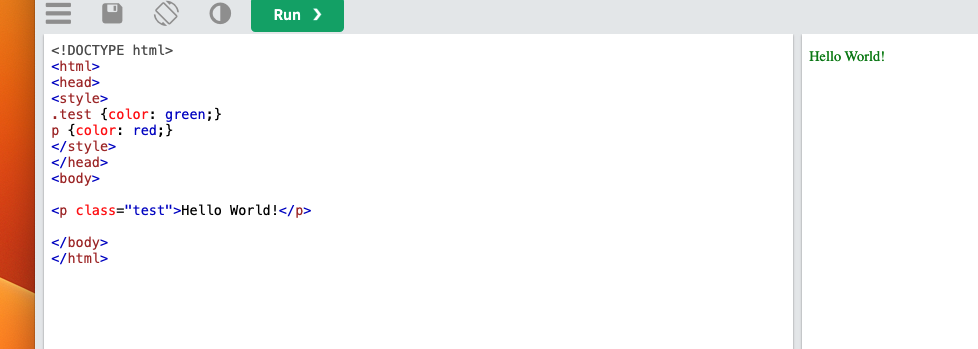 Run ❯
<!DOCTYPE html>
<html>
<head>
<style>
.test {color: green;}
p {color: red;}
</style>
</head>
<body>
<p class="test">Hello World!</p>
</body>
</html>
Hello World!